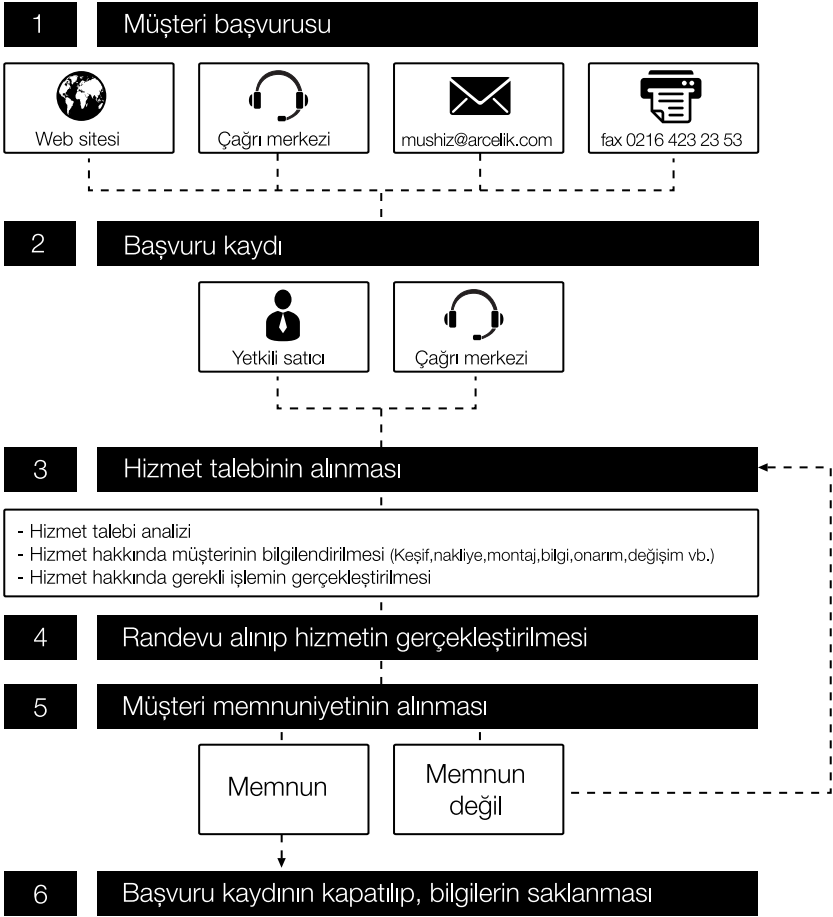 1 Müşteri başvurusu
Web sitesi
Çağrı merkezi
mushiz@arcelik.com
fax 0216 423 23 53
2 Başvuru kaydı
Yetkili satıcı
Çağrı merkezi
3 Hizmet talebinin alınması
- Hizmet talebi analizi
- Hizmet hakkında müşterinin bilgilendirilmesi (Keşif,nakliye,montaj,bilgi,onarım,değişim vb.)
- Hizmet hakkında gerekli işlemin gerçekleştirilmesi
4 Randevu alınıp hizmetin gerçekleştirilmesi
5 Müşteri memnuniyetinin alınması
Memnun
Memnun
değil
6 Başvuru kaydının kapatılıp, bilgilerin saklanması